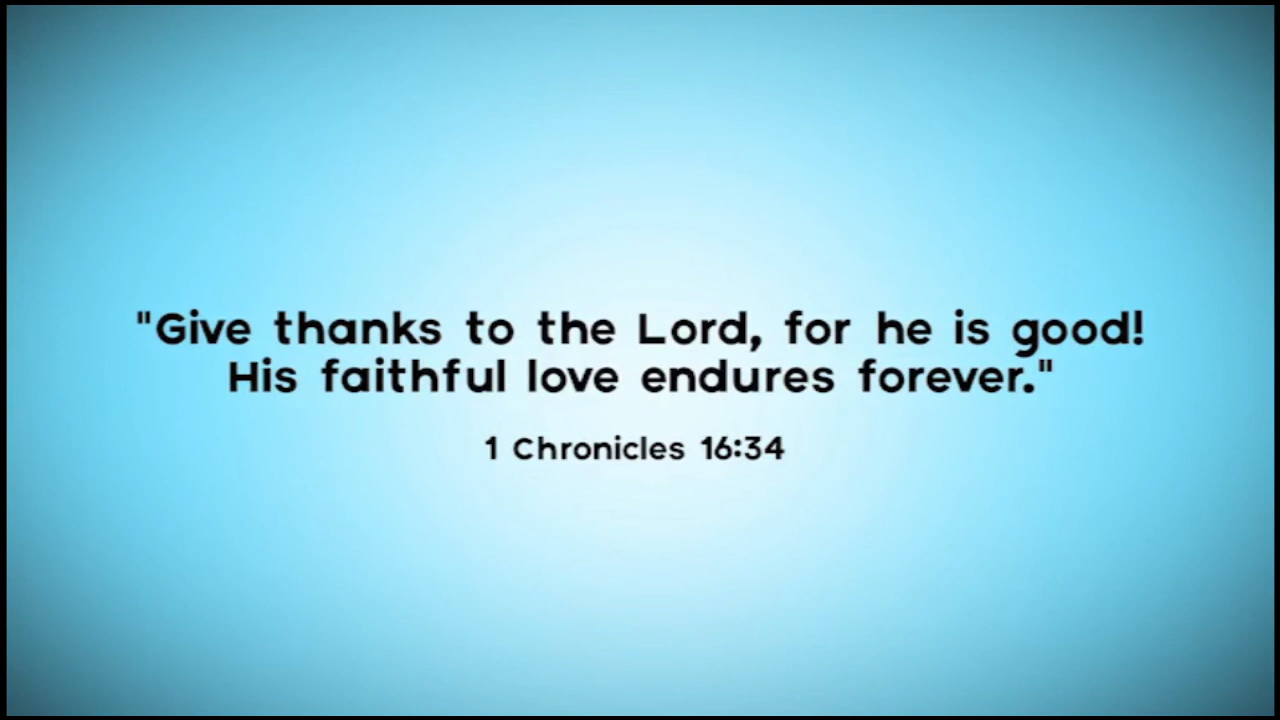 "Give thanks to the Lord, for he is good!
His faithful love endures forever."
1 Chronicles 16:34